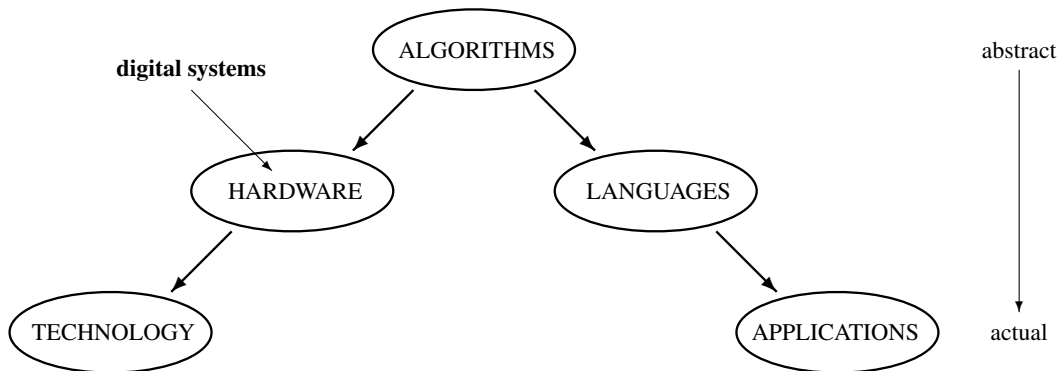 ALGORITHMS
abstract
digital systems
HARDWARE
LANGUAGES
TECHNOLOGY
APPLICATIONS
actual